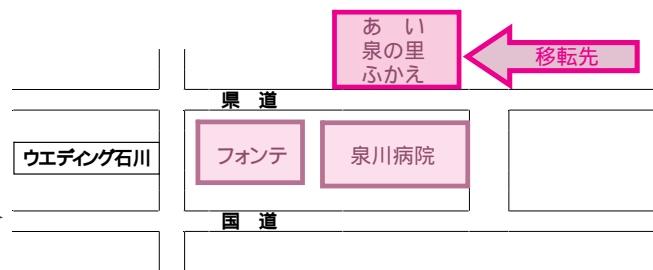 あ い
泉の里
ふかえ
移転先
県 道
ウエディング石川
フォンテ
泉川病院
国 道